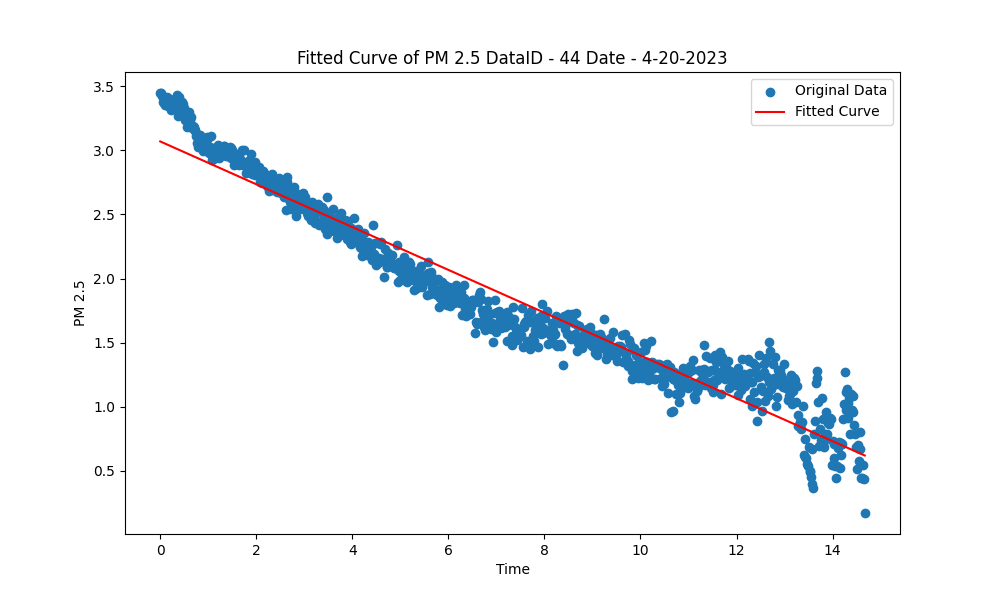 Fitted Curve of PM 2.5 DataID - 44 Date - 4-20-2023
Original Data
Fitted Curve
3.5
3.0
2.5
2.0
1.5
1.0
0.5
PM 2.5
0 2 4 6 8 10 12 14
Time